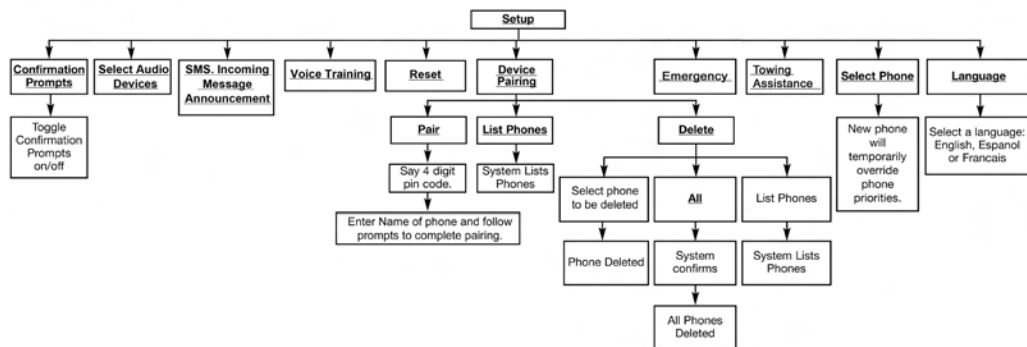 Setup
Confirmation
Prompts
Select Audio
Devices
SMS. Incoming
Message
Announcement
Voice Training
Reset
Device
Pairing
Emergency
Towing
Assistance
Select Phone
Language
Toggle
Confirmation
Prompts
on/off
Pair
List Phones
Delete
New phone
will
temporarily
override
phone
priorities.
Select a language:
English, Espanol
or Francais
Say 4 digit
pin code.
System Lists
Phones
Select phone
to be deleted
All
List Phones
Enter Name of phone and follow
prompts to complete pairing.
Phone Deleted
System
confirms
System Lists
Phones
All Phones
Deleted